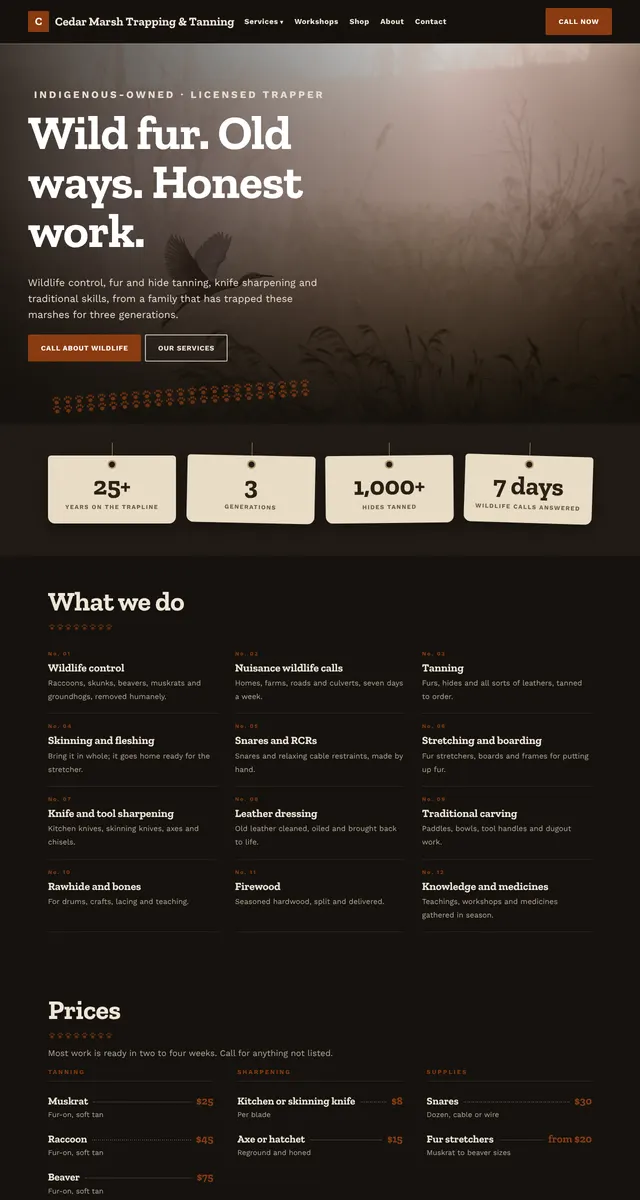 C Cedar Marsh Trapping & Tanning Services ▾ Workshops Shop About Contact CALL NOW
INDIGENOUS-OWNED · LICENSED TRAPPER
Wild fur. Old
ways. Honest
work.
Wildlife control, fur and hide tanning, knife sharpening and
traditional skills, from a family that has trapped these
marshes for three generations.
CALL ABOUT WILDLIFE OUR SERVICES
25+ 3 1,000+ 7 days
YEARS ON THE TRAPLINE GENERATIONS HIDES TANNED WILDLIFE CALLS ANSWERED
What we do
No. 01 No. 02 No. 03
Wildlife control Nuisance wildlife calls Tanning
Raccoons, skunks, beavers, muskrats and Homes, farms, roads and culverts, seven days Furs, hides and all sorts of leathers, tanned
groundhogs, removed humanely. a week. to order.
No. 04 No. 05 No. 06
Skinning and fleshing Snares and RCRs Stretching and boarding
Bring it in whole; it goes home ready for the Snares and relaxing cable restraints, made by Fur stretchers, boards and frames for putting
stretcher. hand. up fur.
No. 07 No. 08 No. 09
Knife and tool sharpening Leather dressing Traditional carving
Kitchen knives, skinning knives, axes and Old leather cleaned, oiled and brought back Paddles, bowls, tool handles and dugout
chisels. to life. work.
No. 10 No. 11 No. 12
Rawhide and bones Firewood Knowledge and medicines
For drums, crafts, lacing and teaching. Seasoned hardwood, split and delivered. Teachings, workshops and medicines
gathered in season.
Prices
Most work is ready in two to four weeks. Call for anything not listed.
TANNING SHARPENING SUPPLIES
Muskrat $25 Kitchen or skinning knife $8 Snares $30
Fur-on, soft tan Per blade Dozen, cable or wire
Raccoon $45 Axe or hatchet $15 Fur stretchers from $20
Fur-on, soft tan Reground and honed Muskrat to beaver sizes
Beaver $75
Fur-on, soft tan